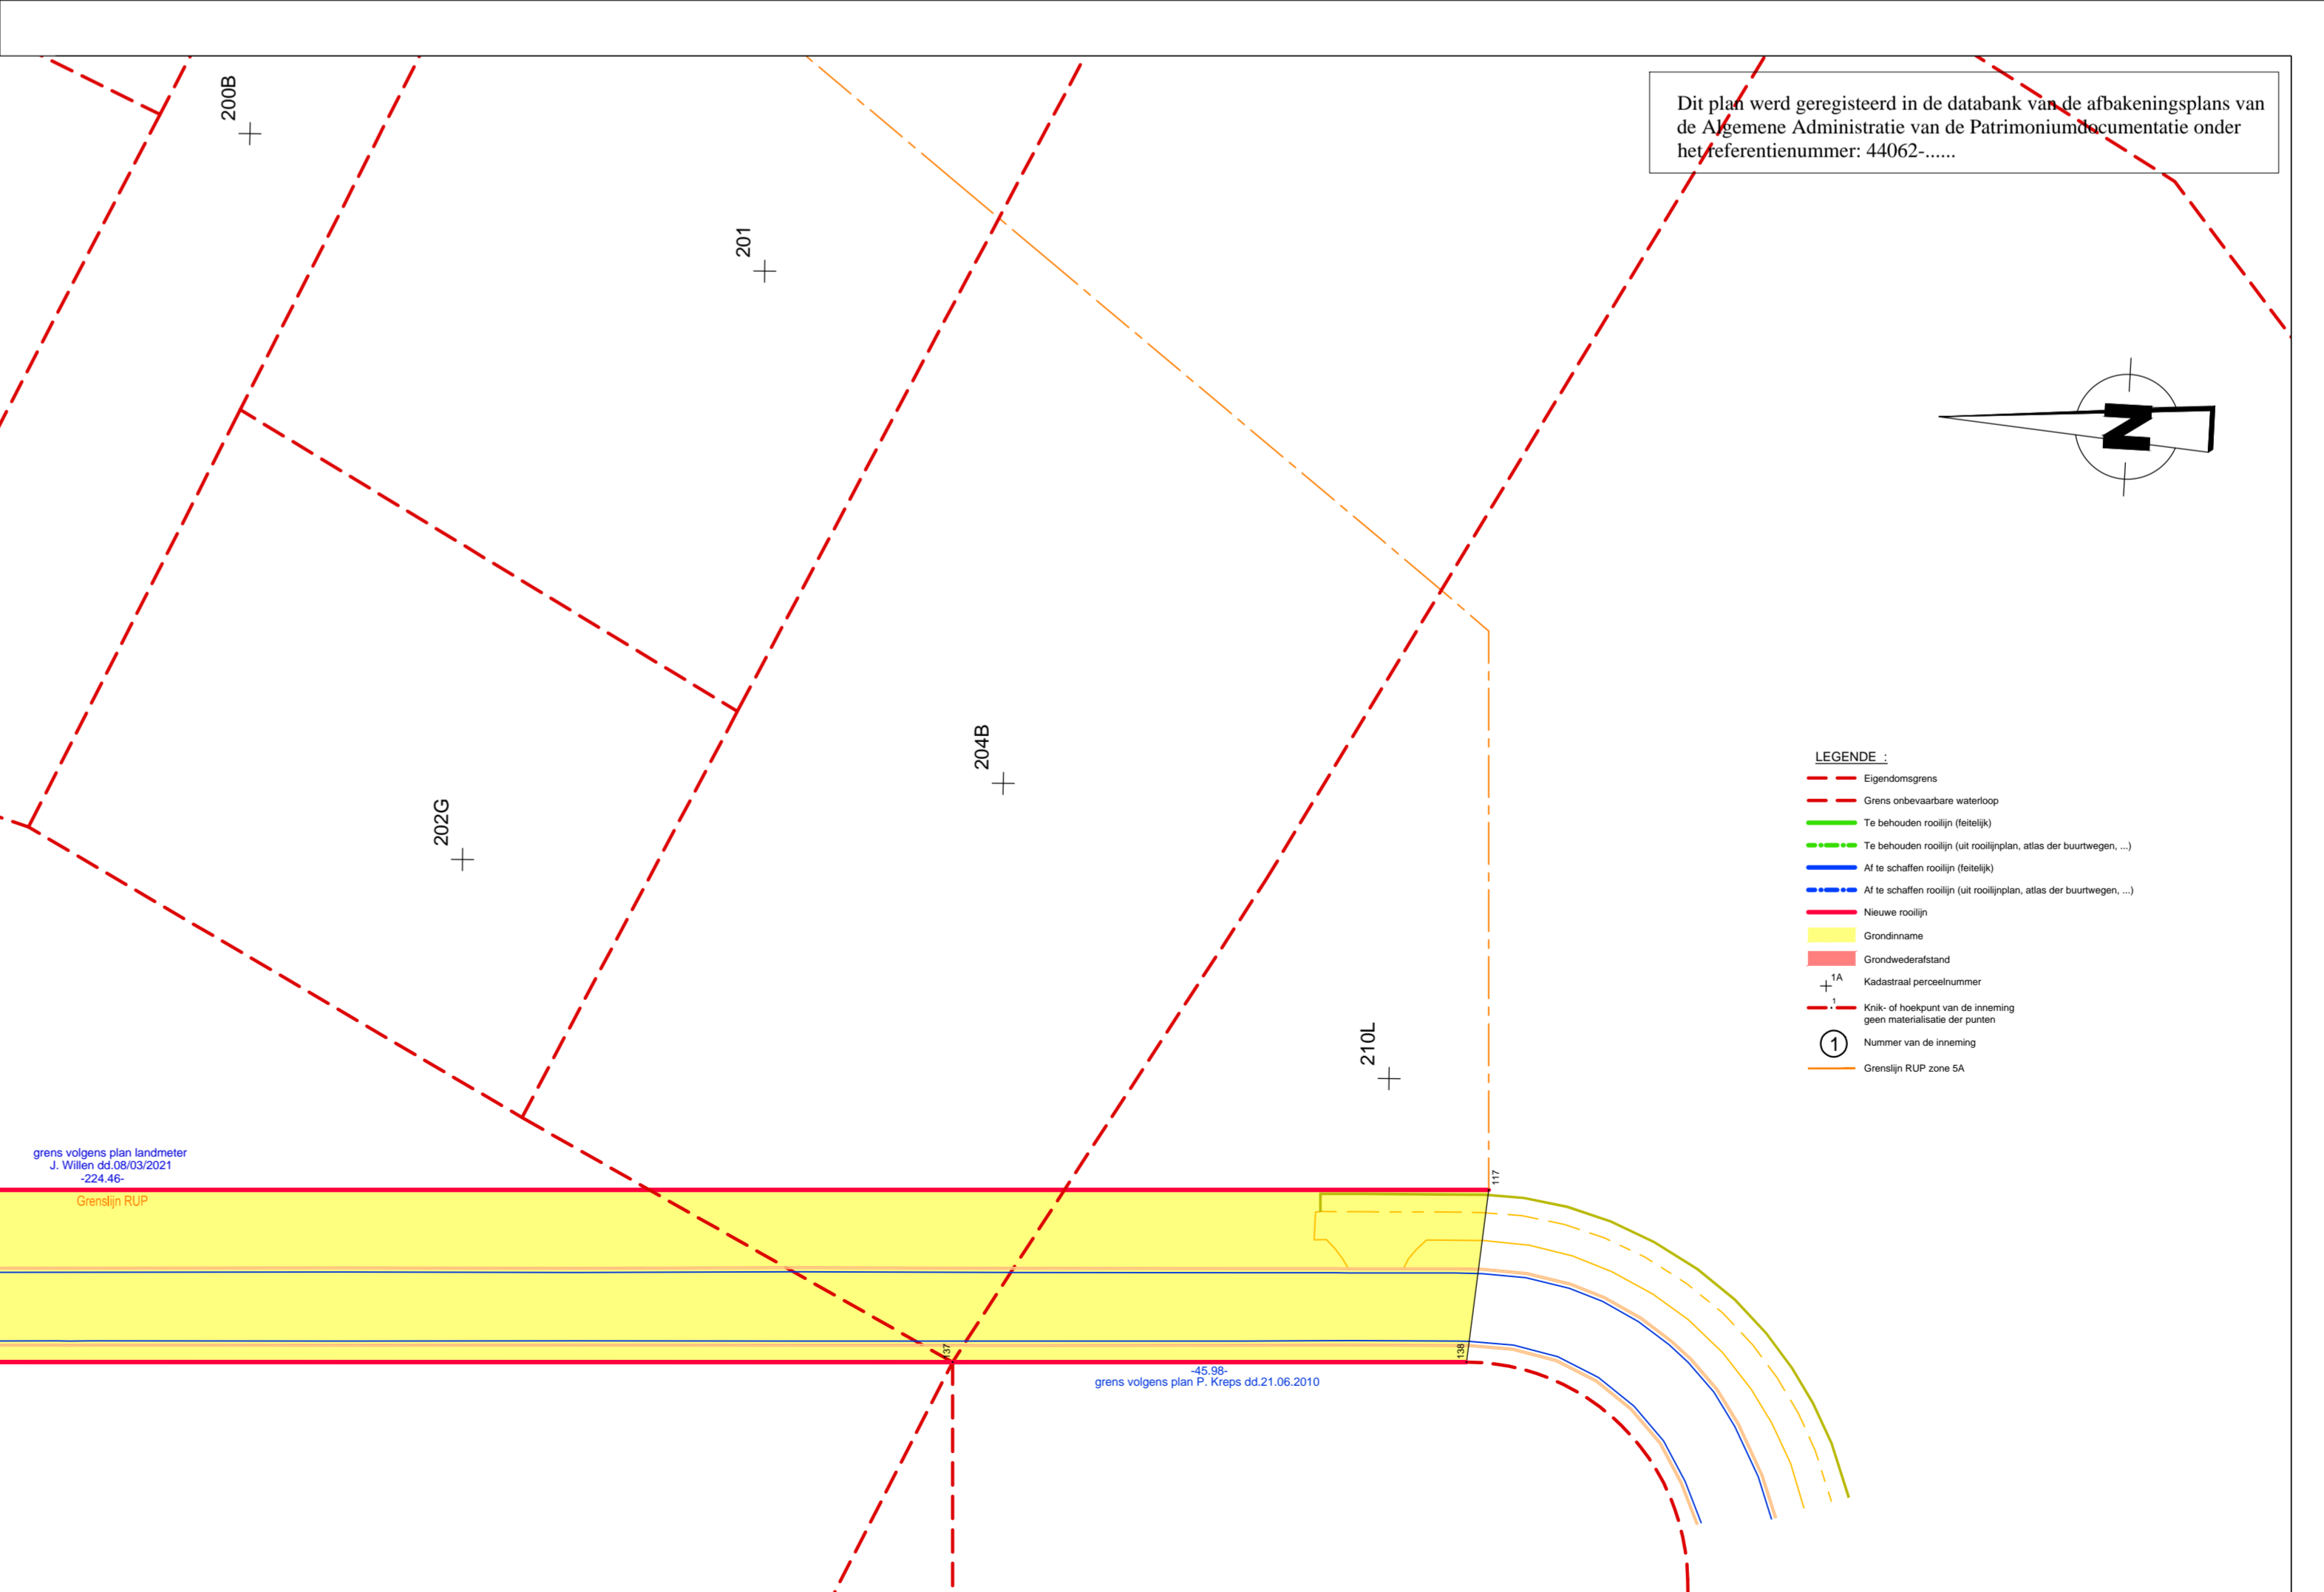 Dit plan werd geregisteerd in de databank van de afbakeningsplans van
de Algemene Administratie van de Patrimoniumdocumentatie onder
het referentienummer: 44062-......
200B
201
N
204B
202G
210L
LEGENDE :
Eigendomsgrens
Grens onbevaarbare waterloop
Te behouden rooilijn (feitelijk)
Te behouden rooilijn (uit rooilijnplan, atlas der buurtwegen, ...)
Af te schaffen rooilijn (feitelijk)
Af te schaffen rooilijn (uit rooilijnplan, atlas der buurtwegen, ...)
Nieuwe rooilijn
Grondinname
Grondwederafstand
1A Kadastraal perceelnummer
1 Knik- of hoekpunt van de inneming
geen materialisatie der punten
1 Nummer van de inneming
Grenslijn RUP zone 5A
grens volgens plan landmeter
J. Willen dd.08/03/2021
-224.46-
Grenslijn RUP
117
137
138
-45.98-
grens volgens plan P. Kreps dd.21.06.2010